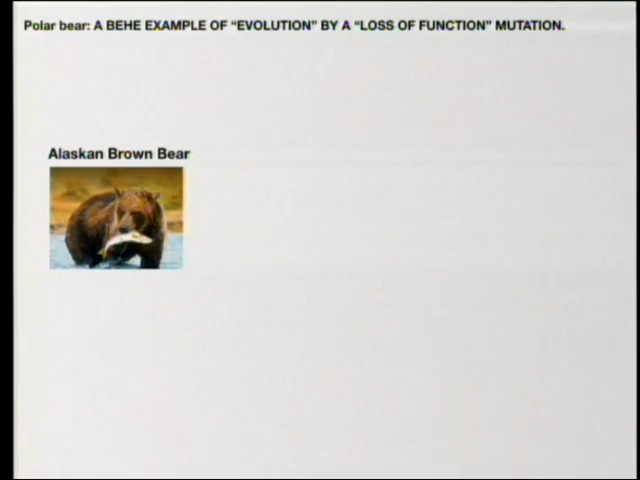 Polar bear: A BEHE EXAMPLE OF “EVOLUTION” BY A “LOSS OF FUNCTION” MUTATION.
Alaskan Brown Bear